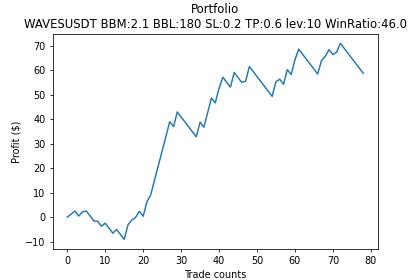 Portfolio
WAVESUSDT BBM:2.1 BBL:180 SL:0.2 TP:0.6 lev:10 WinRatio:46.0
Profit ($)
70
60
50
40
30
20
10
0
−10
0 10 20 30 40 50 60 70 80
Trade counts